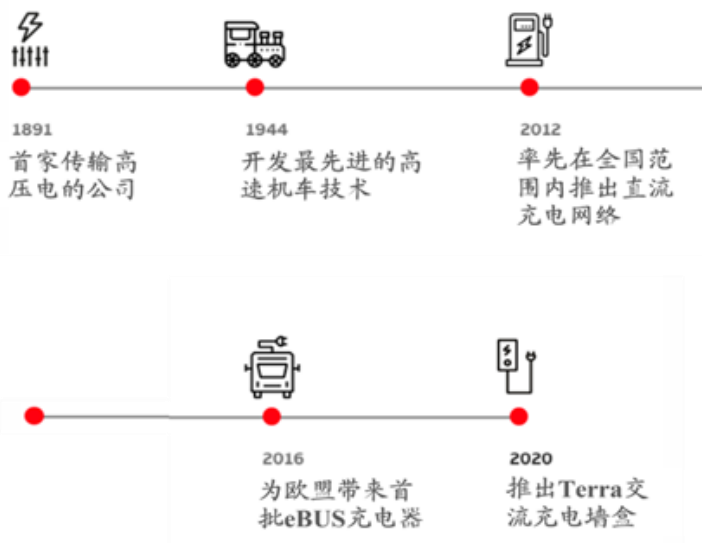 1891
首家传输高
压电的公司
1944
开发最先进的高
速机车技术
2012
率先在全国范
围内推出直流
充电网络
2016
为欧盟带来首
批eBUS充电器
2020
推出Terra交
流充电墙盒